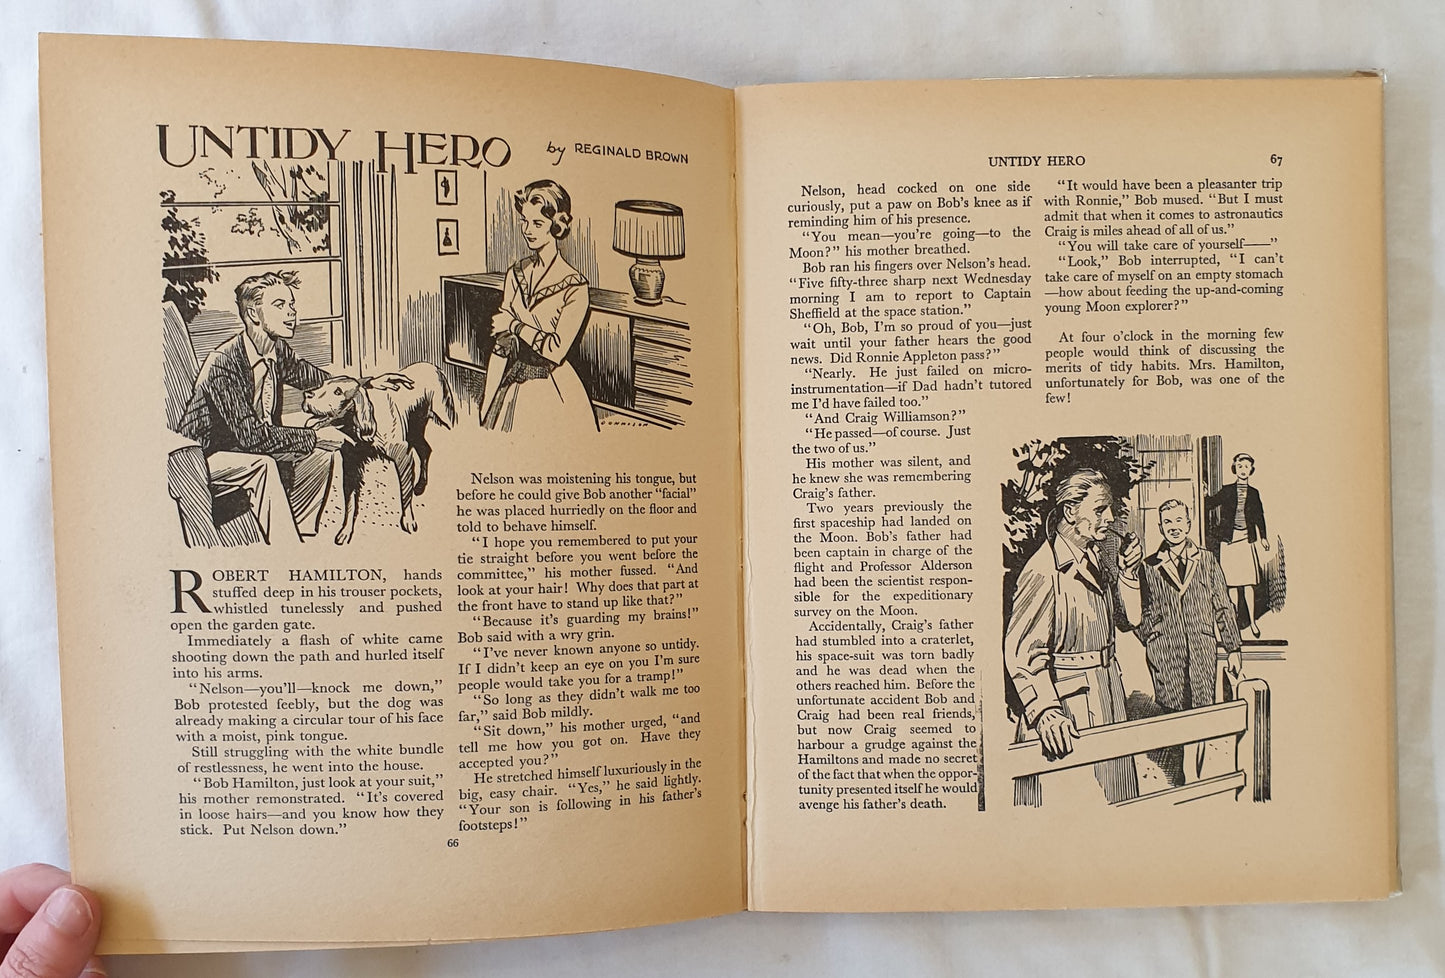 UNTIDY HERO by REGINALD BROWN
ROBERT HAMILTON, hands
stuffed deep in his trouser pockets,
whistled tunelessly and pushed
open the garden gate.
Immediately a flash of white came
shooting down the path and hurled itself
into his arms.
"Nelson—you'll—knock me down,"
Bob protested feebly, but the dog was
already making a circular tour of his face
with a moist, pink tongue.
Still struggling with the white bundle
of restlessness, he went into the house.
"Bob Hamilton, just look at your suit,"
his mother remonstrated. "It's covered
in loose hairs—and you know how they
stick. Put Nelson down."
Nelson was moistening his tongue, but
before he could give Bob another "facial"
he was placed hurriedly on the floor and
told to behave himself.
"I hope you remembered to put your
tie straight before you went before the
committee," his mother fussed. "And
look at your hair! Why does that part at
the front have to stand up like that?"
"Because it's guarding my brains!"
Bob said with a wry grin.
"I've never known anyone so untidy.
If I didn't keep an eye on you I'm sure
people would take you for a tramp!"
"So long as they didn't walk me too
far," said Bob mildly.
"Sit down," his mother urged, "and
tell me how you got on. Have they
accepted you?"
He stretched himself luxuriously in the
big, easy chair. "Yes," he said lightly.
"Your son is following in his father's
footsteps!"
66
UNTIDY HERO 67
Nelson, head cocked on one side
curiously, put a paw on Bob's knee as if
reminding him of his presence.
"You mean—you're going—to the
Moon?" his mother breathed.
Bob ran his fingers over Nelson's head.
"Five fifty-three sharp next Wednesday
morning I am to report to Captain
Sheffield at the space station."
"Oh, Bob, I'm so proud of you—just
wait until your father hears the good
news. Did Ronnie Appleton pass?"
"Nearly. He just failed on micro-
instrumentation—if Dad hadn't tutored
me I'd have failed too."
"And Craig Williamson?"
"He passed—of course. Just
the two of us."
His mother was silent, and
he knew she was remembering
Craig's father.
Two years previously the
first spaceship had landed on
the Moon. Bob's father had
been captain in charge of the
flight and Professor Alderson
had been the scientist respon-
sible for the expeditionary
survey on the Moon.
Accidentally, Craig's father
had stumbled into a craterlet,
his space-suit was torn badly
and he was dead when the
others reached him. Before the
unfortunate accident Bob and
Craig had been real friends,
but now Craig seemed to
harbour a grudge against the
Hamiltons and made no secret
of the fact that when the oppor-
tunity presented itself he would
avenge his father's death.
"It would have been a pleasanter trip
with Ronnie," Bob mused. "But I must
admit that when it comes to astronautics
Craig is miles ahead of all of us."
"You will take care of yourself——"
"Look," Bob interrupted, "I can't
take care of myself on an empty stomach
—how about feeding the up-and-coming
young Moon explorer?"
At four o'clock in the morning few
people would think of discussing the
merits of tidy habits. Mrs. Hamilton,
unfortunately for Bob, was one of the
few!